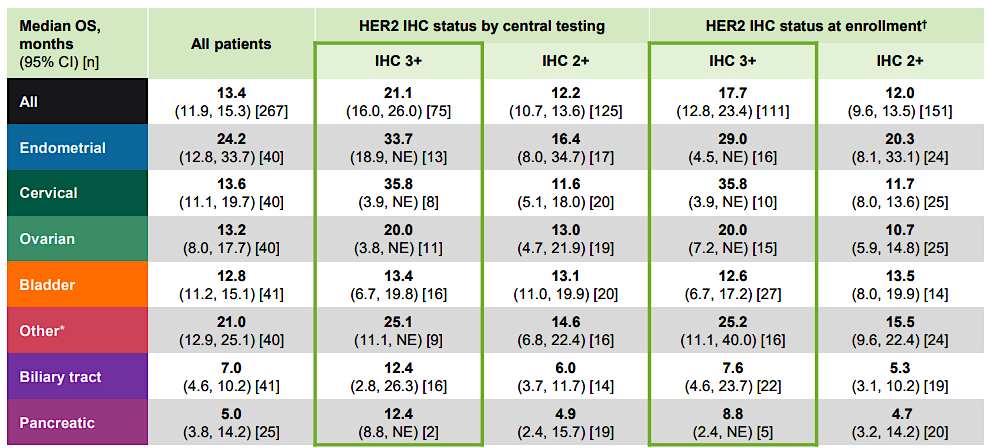 Median OS, months (95% CI) [n] | All patients | HER2 IHC status by central testing | HER2 IHC status at enrollment†
IHC 3+ | IHC 2+ | IHC 3+ | IHC 2+
All | 13.4 (11.9, 15.3) [267] | 21.1 (16.0, 26.0) [75] | 12.2 (10.7, 13.6) [125] | 17.7 (12.8, 23.4) [111] | 12.0 (9.6, 13.5) [151]
Endometrial | 24.2 (12.8, 33.7) [40] | 33.7 (18.9, NE) [13] | 16.4 (8.0, 34.7) [17] | 29.0 (4.5, NE) [16] | 20.3 (8.1, 33.1) [24]
Cervical | 13.6 (11.1, 19.7) [40] | 35.8 (3.9, NE) [8] | 11.6 (5.1, 18.0) [20] | 35.8 (3.9, NE) [10] | 11.7 (8.0, 13.6) [25]
Ovarian | 13.2 (8.0, 17.7) [40] | 20.0 (3.8, NE) [11] | 13.0 (4.7, 21.9) [19] | 20.0 (7.2, NE) [15] | 10.7 (5.9, 14.8) [25]
Bladder | 12.8 (11.2, 15.1) [41] | 13.4 (6.7, 19.8) [16] | 13.1 (11.0, 19.9) [20] | 12.6 (6.7, 17.2) [27] | 13.5 (8.0, 19.9) [14]
Other* | 21.0 (12.9, 25.1) [40] | 25.1 (11.1, NE) [9] | 14.6 (6.8, 22.4) [16] | 25.2 (11.1, 40.0) [16] | 15.5 (9.6, 22.4) [24]
Biliary tract | 7.0 (4.6, 10.2) [41] | 12.4 (2.8, 26.3) [16] | 6.0 (3.7, 11.7) [14] | 7.6 (4.6, 23.7) [22] | 5.3 (3.1, 10.2) [19]
Pancreatic | 5.0 (3.8, 14.2) [25] | 12.4 (8.8, NE) [2] | 4.9 (2.4, 15.7) [19] | 8.8 (2.4, NE) [5] | 4.7 (3.2, 14.2) [20]